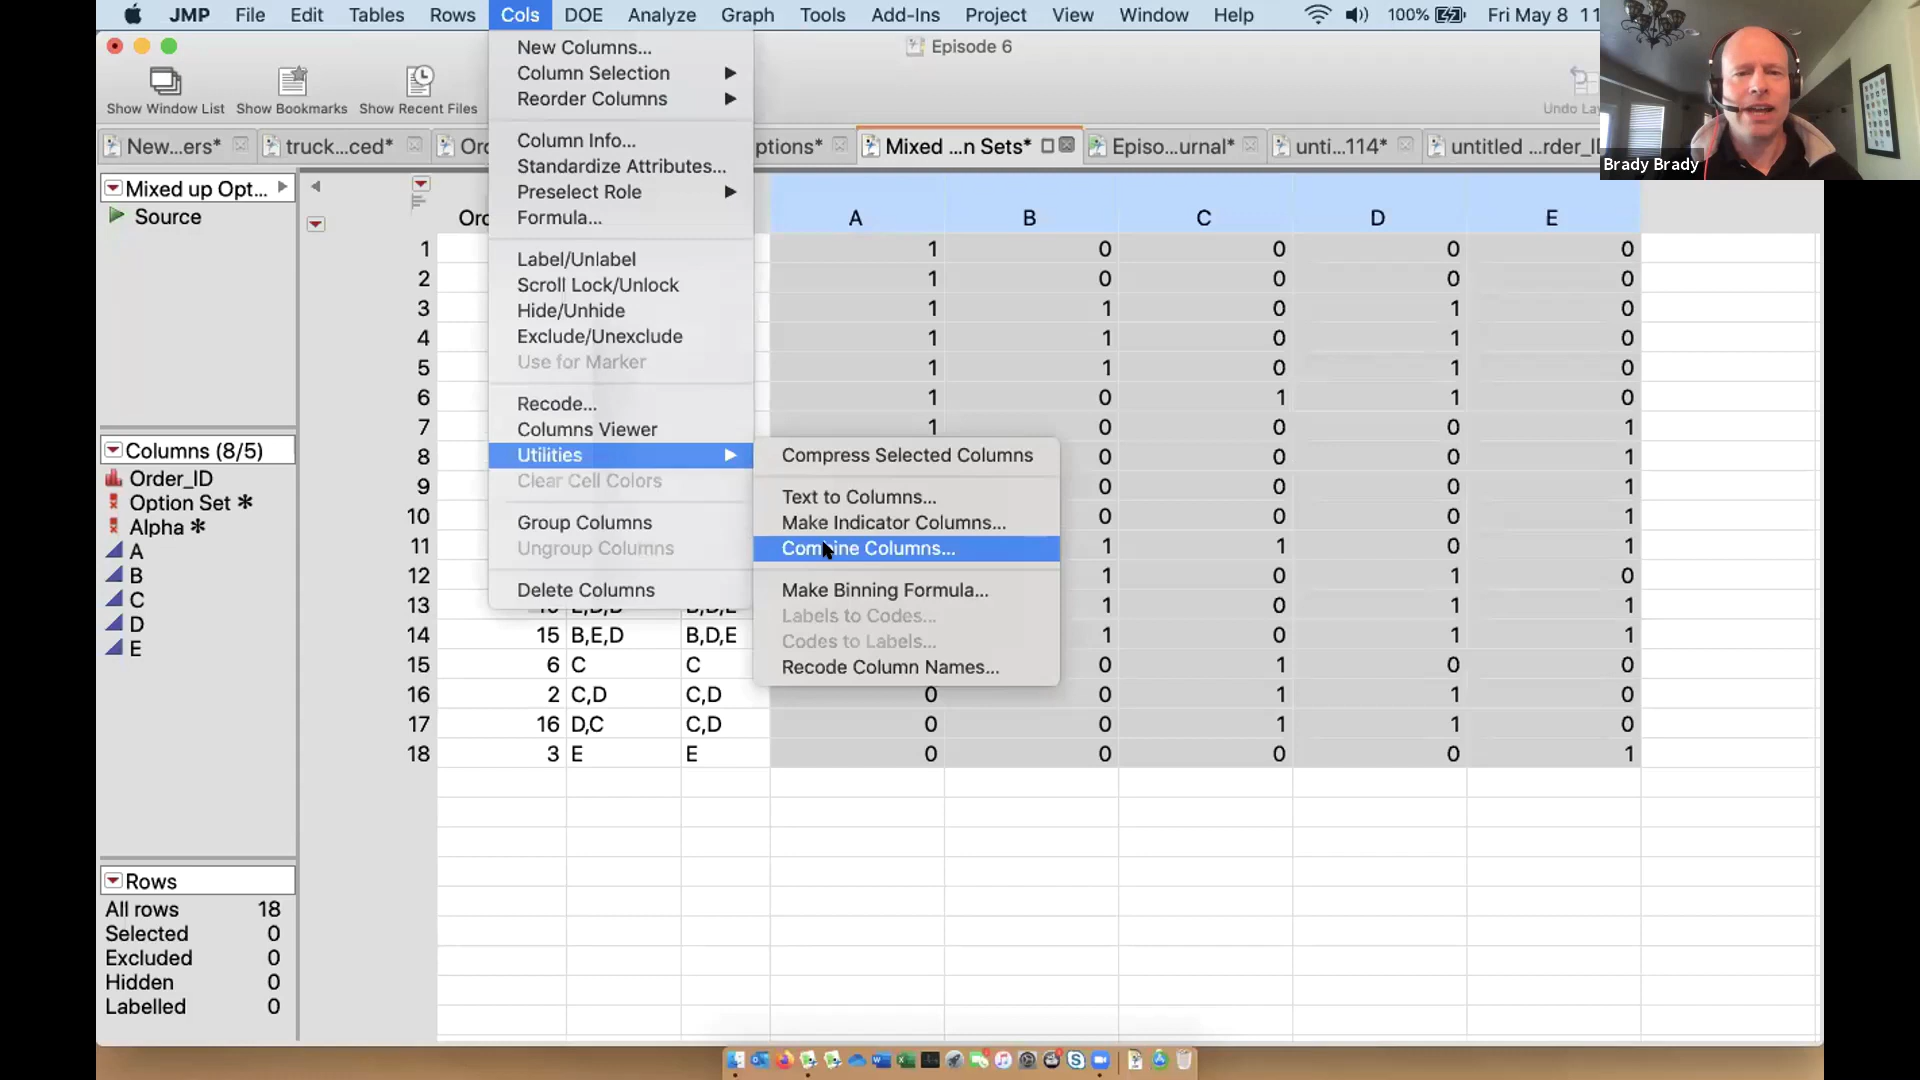 JMP File Edit Tables Rows Cols DOE Analyze Graph Tools Add-Ins Project View Window Help 100% Fri May 8 11
Episode 6
Show Window List Show Bookmarks Show Recent Files Undo Lay
Brady Brady
New...ers* truck...ced* Orc ptions* Mixed ...n Sets* Episo...urnal* unti...114* untitled ...rder_ID
New Columns...
Column Selection
Reorder Columns
Column Info...
Standardize Attributes...
Preselect Role
Formula...
Label/Unlabel
Scroll Lock/Unlock
Hide/Unhide
Exclude/Unexclude
Use for Marker
Recode...
Columns Viewer
Utilities
Clear Cell Colors
Group Columns
Ungroup Columns
Delete Columns
Compress Selected Columns
Text to Columns...
Make Indicator Columns...
Combine Columns...
Make Binning Formula...
Labels to Codes...
Codes to Labels...
Recode Column Names...
Mixed up Opt...
Source
Columns (8/5)
Order_ID
Option Set *
Alpha *
A
B
C
D
E
Rows
All rows 18
Selected 0
Excluded 0
Hidden 0
Labelled 0
Orc A B C D E
1 1 0 0 0 0
2 1 0 0 0 0
3 1 1 0 1 0
4 1 1 0 1 0
5 1 1 0 1 0
6 1 0 1 1 0
7 1 0 0 0 1
8 0 0 0 1
9 0 0 0 1
10 0 0 0 1
11 1 1 0 1
12 1 0 1 0
13 1 0 1 1
14 15 B,E,D B,D,E 1 0 1 1
15 6 C C 0 1 0 0
16 2 C,D C,D 0 0 1 1 0
17 16 D,C C,D 0 0 1 1 0
18 3 E E 0 0 0 0 1